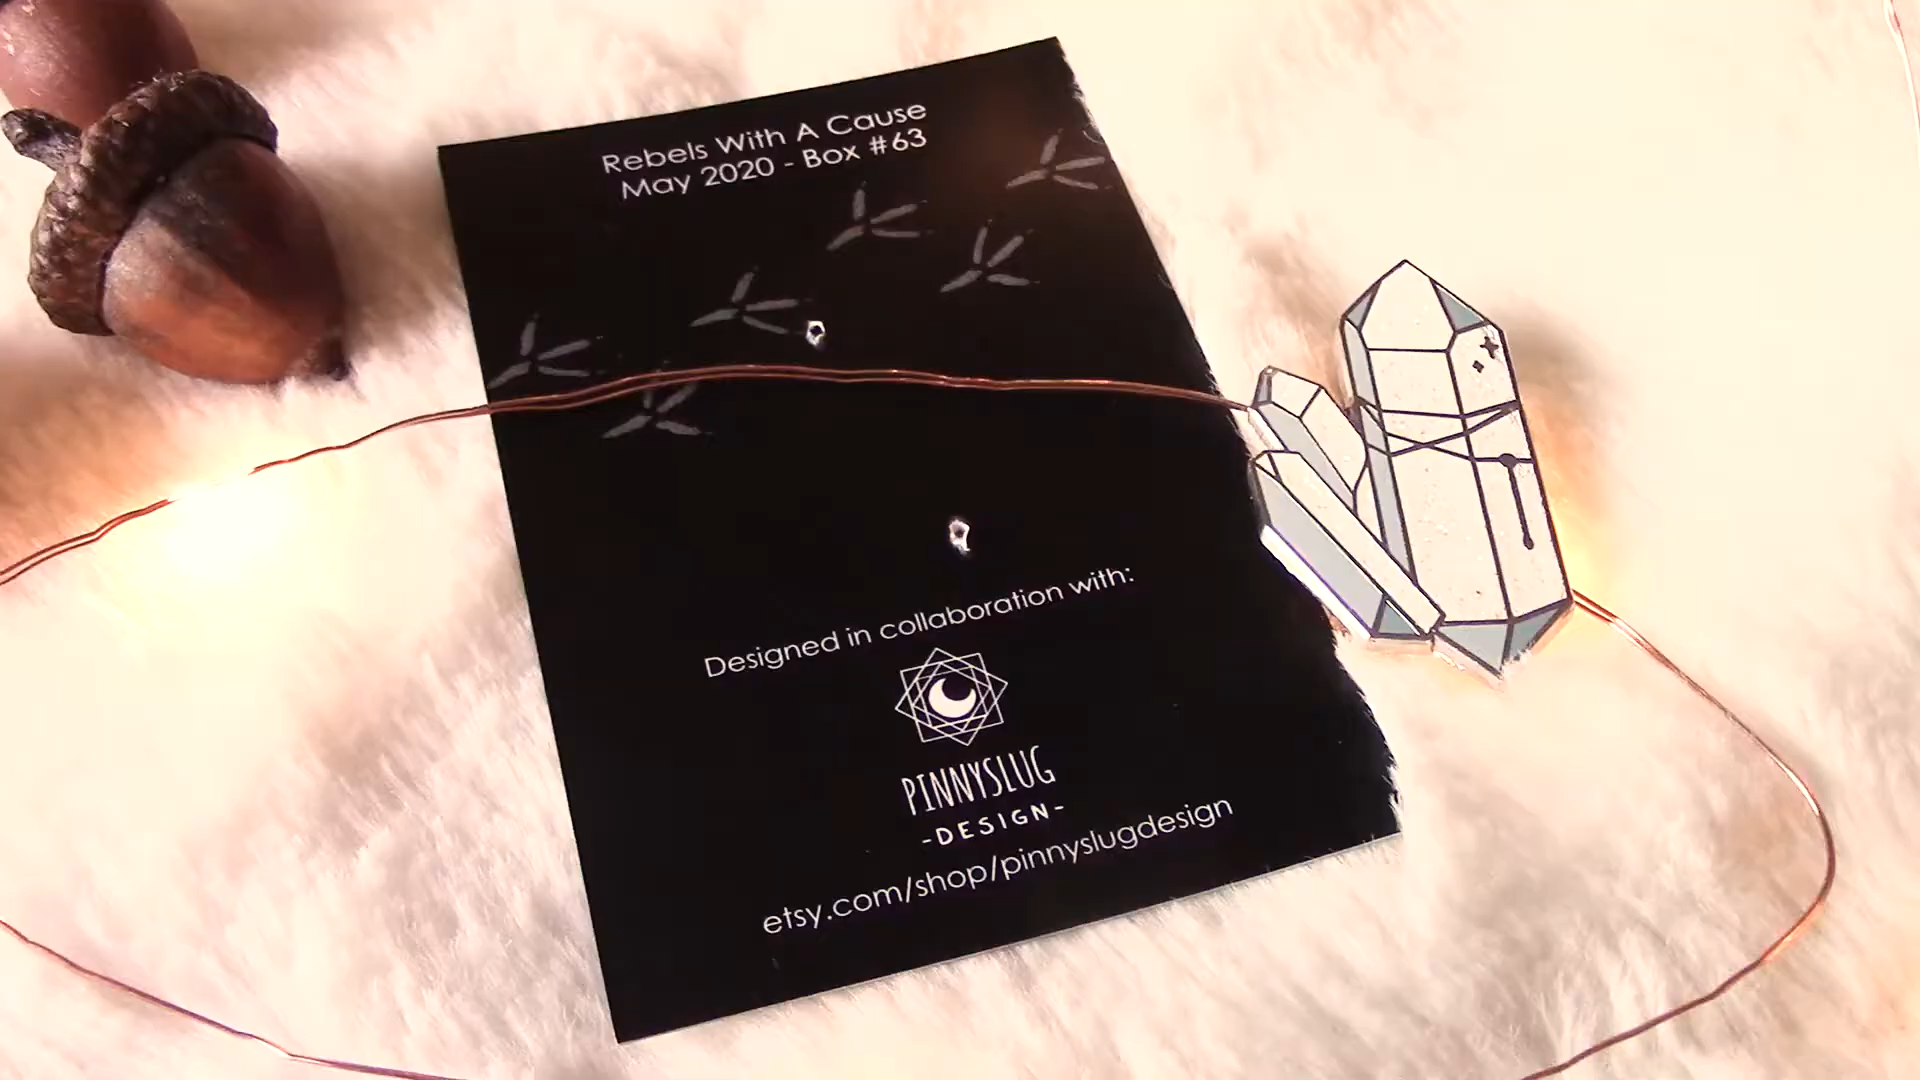 Rebels With A Cause
May 2020 - Box #63
Designed in collaboration with:
PINNYSLUG
-DESIGN-
etsy.com/shop/pinnyslugdesign